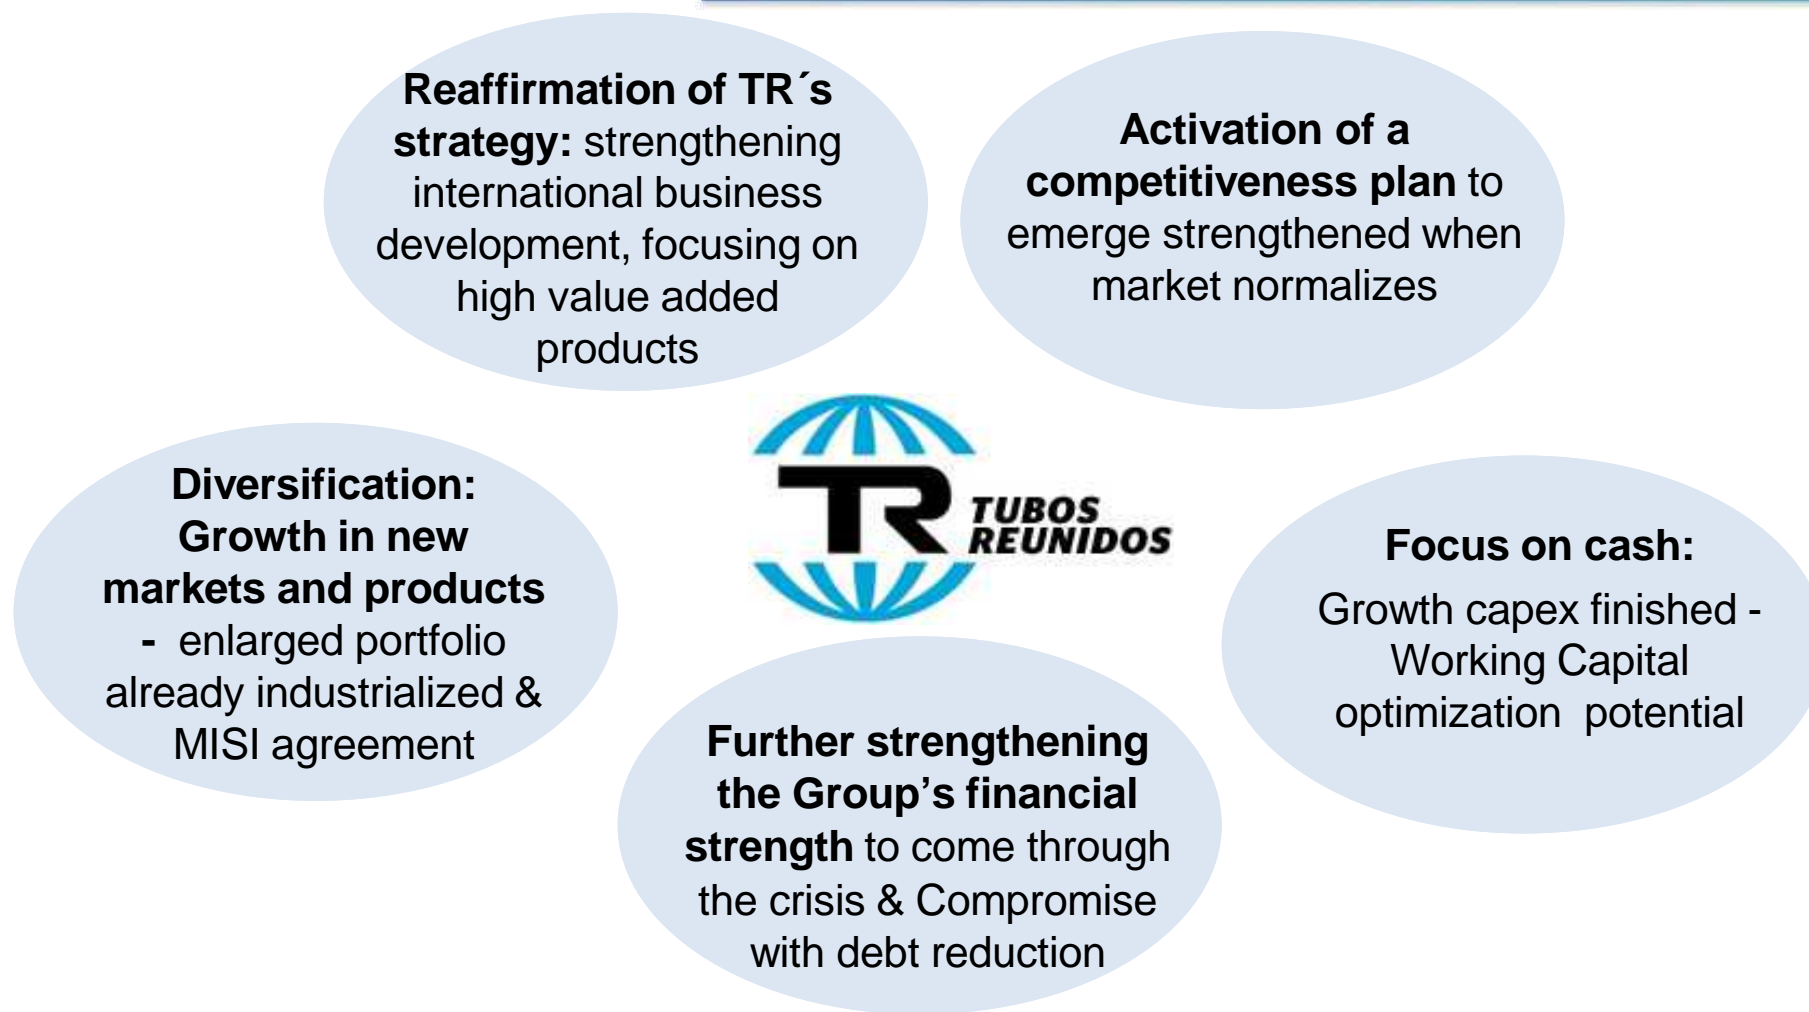 Reaffirmation of TR´s
strategy: strengthening
international business
development, focusing on
high value added
products
Activation of a
competitiveness plan to
emerge strengthened when
market normalizes
Diversification:
Growth in new
markets and products
- enlarged portfolio
already industrialized &
MISI agreement
TR TUBOS
REUNIDOS
Focus on cash:
Growth capex finished -
Working Capital
optimization potential
Further strengthening
the Group’s financial
strength to come through
the crisis & Compromise
with debt reduction